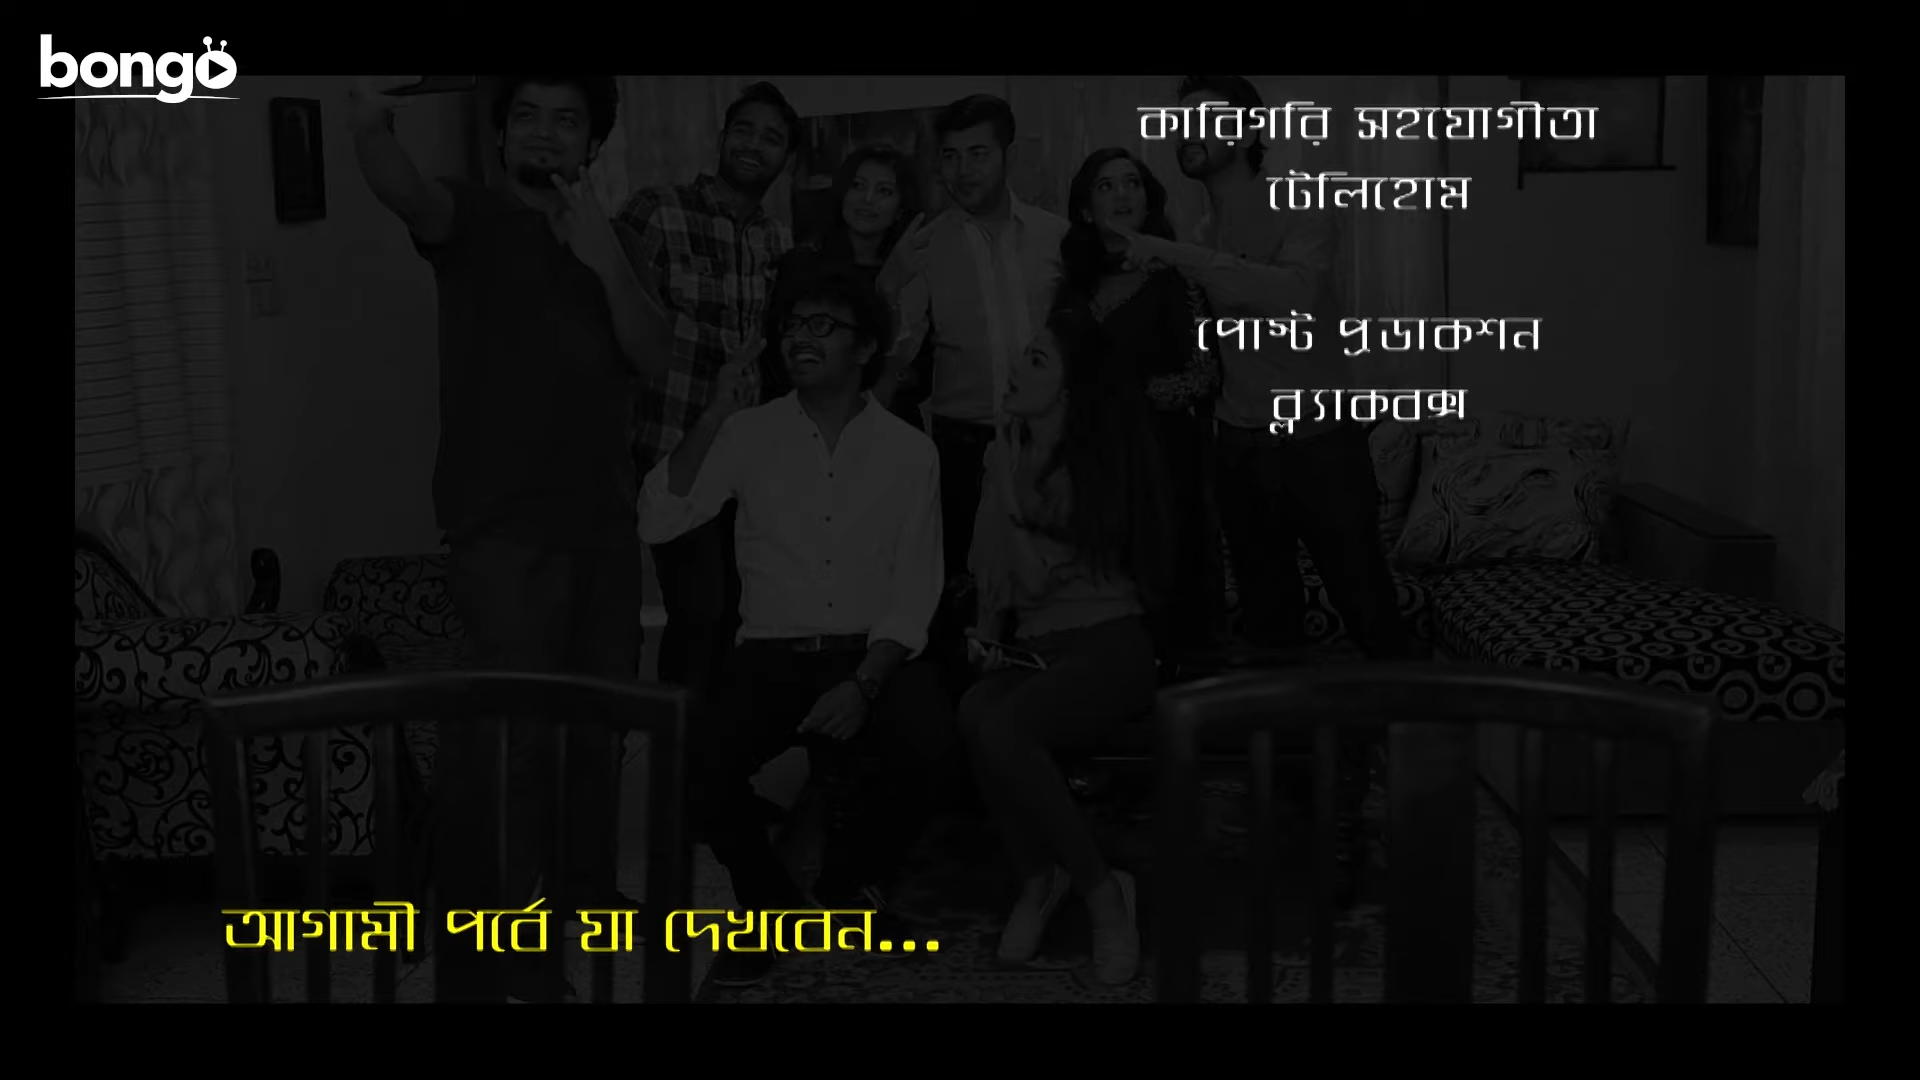 bongo
কারিগরি সহযোগীতা
টেলিহোম
পোস্ট প্রডাকশন
ব্ল্যাকবক্স
আগামী পর্বে যা দেখবেন...